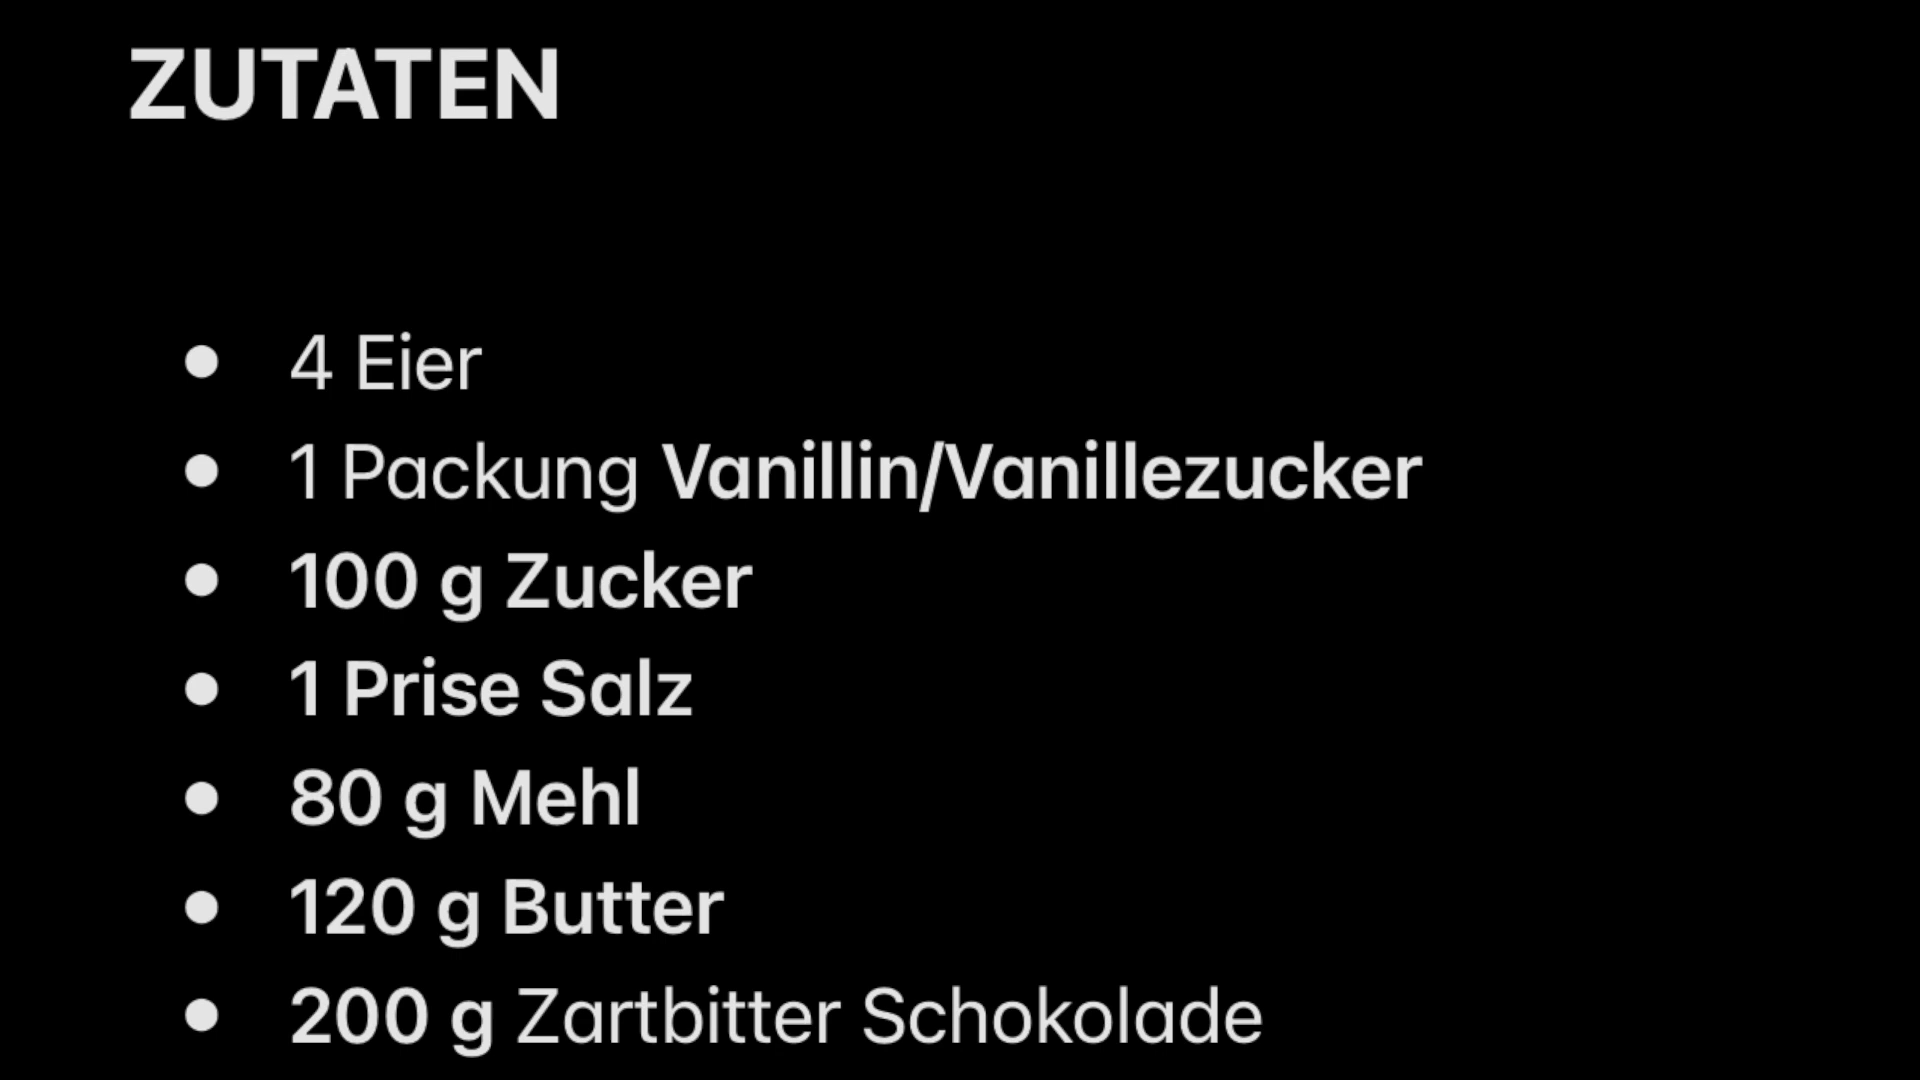 ZUTATEN
• 4 Eier
• 1 Packung Vanillin/Vanillezucker
• 100 g Zucker
• 1 Prise Salz
• 80 g Mehl
• 120 g Butter
• 200 g Zartbitter Schokolade